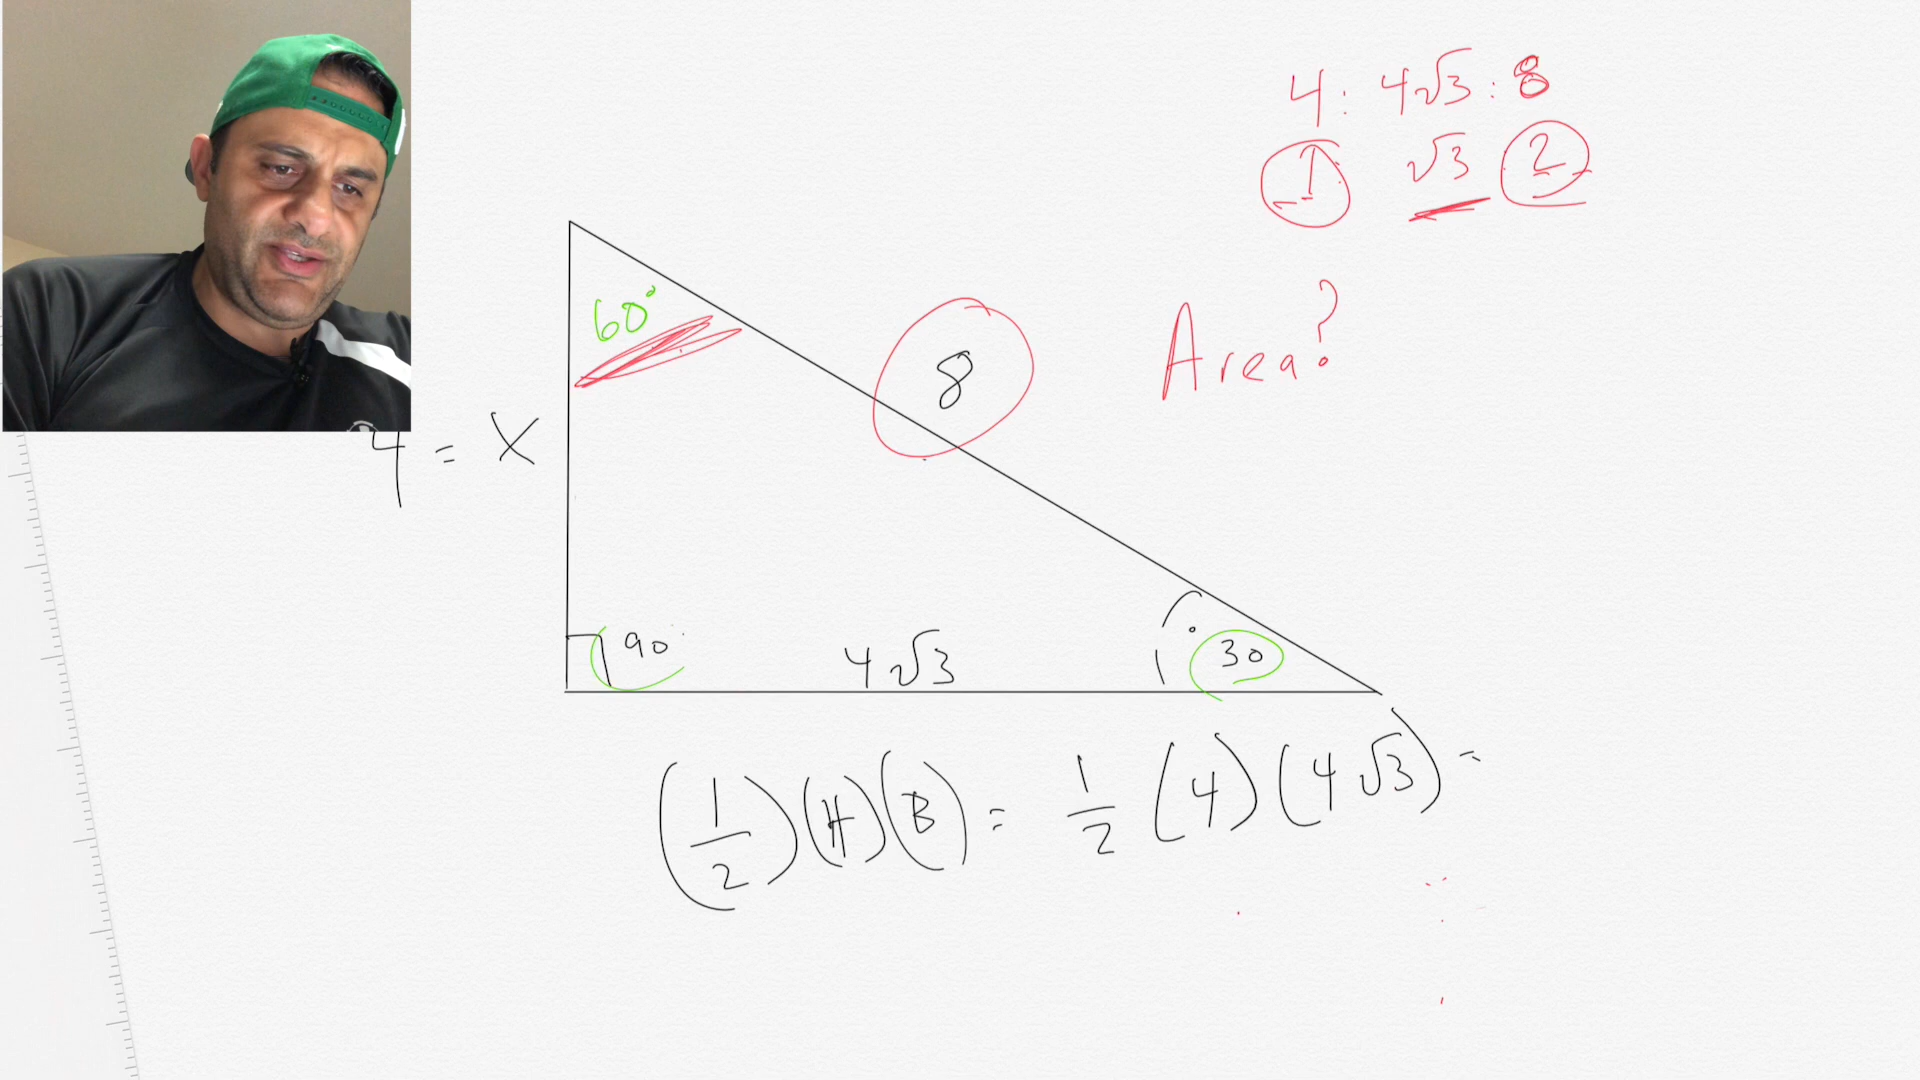 4 : 4√3 : 8
1 : √3 2
60°
8
Area?
4 = X
90
4√3
30
(1/2)(H)(B) = 1/2 (4)(4√3) =